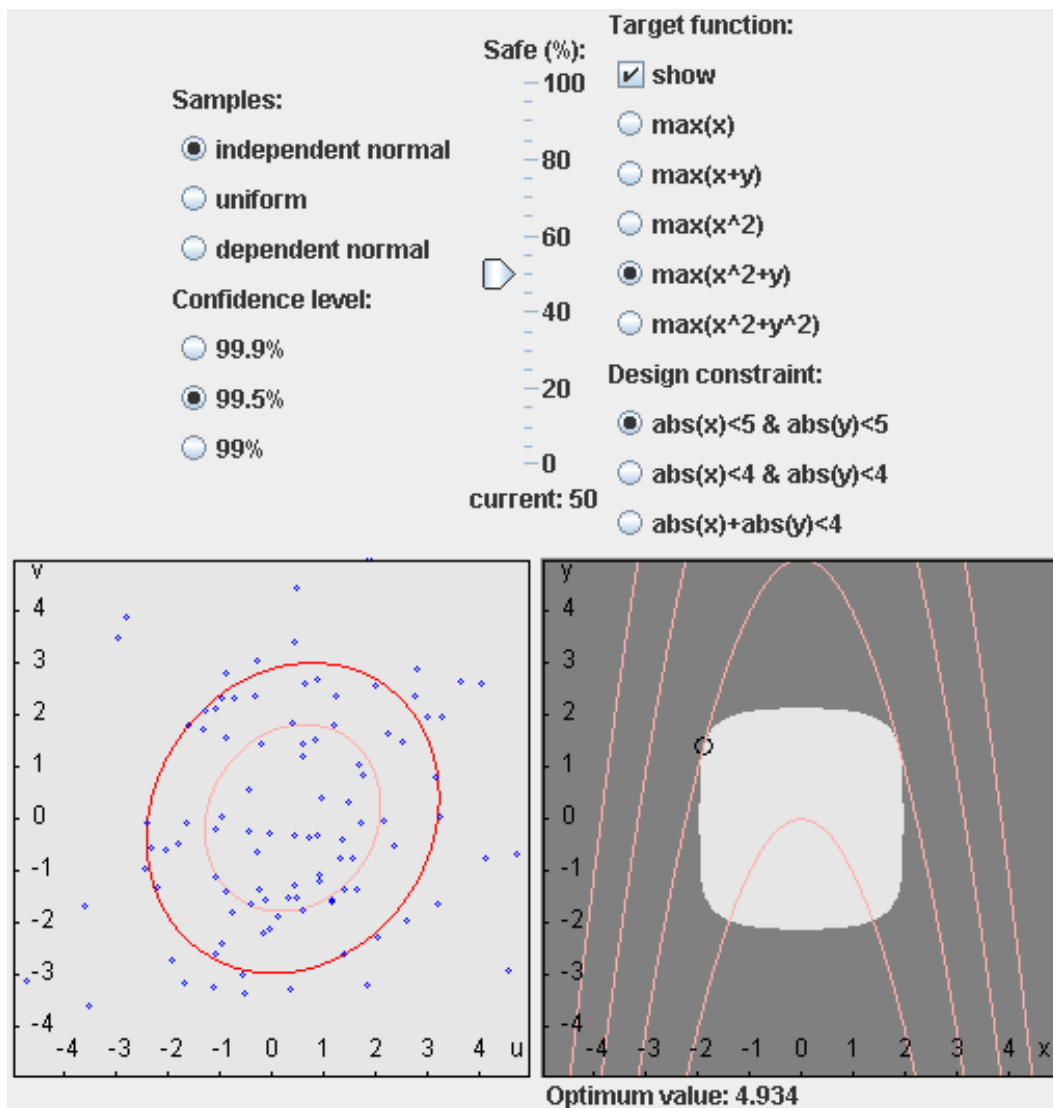 Samples:
independent normal
uniform
dependent normal
Confidence level:
99.9%
99.5%
99%
Safe (%):
100
80
60
40
20
0
current: 50
Target function:
show
max(x)
max(x+y)
max(x^2)
max(x^2+y)
max(x^2+y^2)
Design constraint:
abs(x)<5 & abs(y)<5
abs(x)<4 & abs(y)<4
abs(x)+abs(y)<4
v
4
3
2
1
0
-1
-2
-3
-4
-4 -3 -2 -1 0 1 2 3 4 u
y
4
3
2
1
0
-1
-2
-3
-4
-4 -3 -2 -1 0 1 2 3 4 x
Optimum value: 4.934